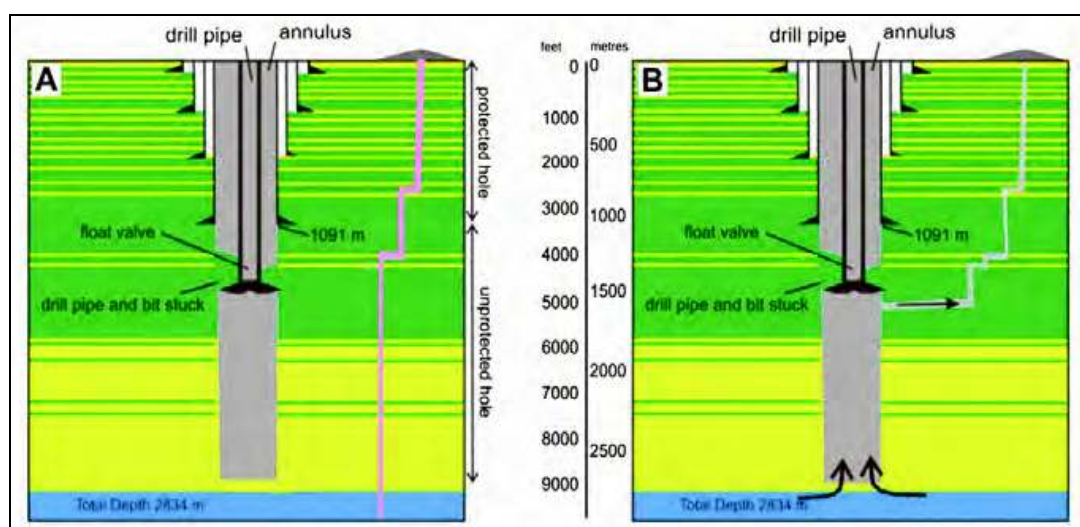 drill pipe annulus
A
protected hole
float valve
1091 m
drill pipe and bit stuck
unprotected hole
Total Depth 2834 m
feet metres
0 0
1000
500
2000
3000 1000
4000
5000 1500
6000
2000
7000
8000
2500
9000
drill pipe annulus
B
float valve
1091 m
drill pipe and bit stuck
Total Depth 2834 m